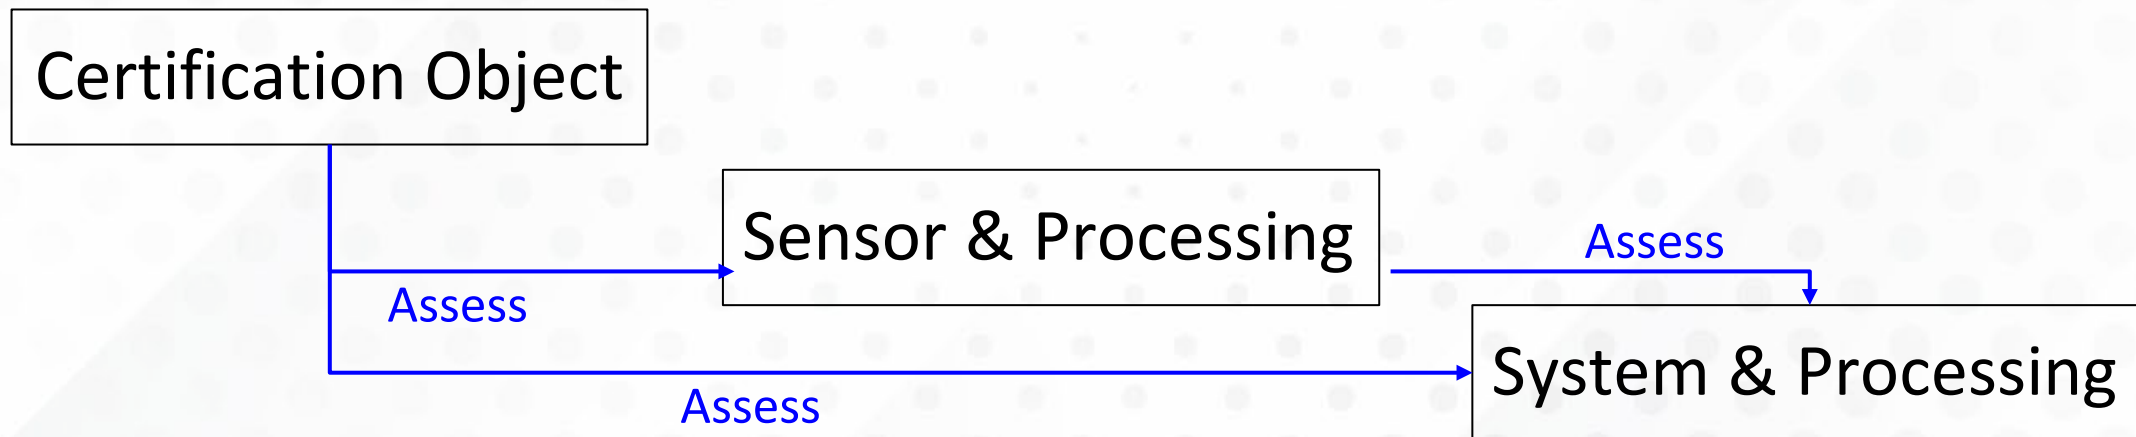 Certification Object
Sensor & Processing
Assess
Assess
System & Processing
Assess